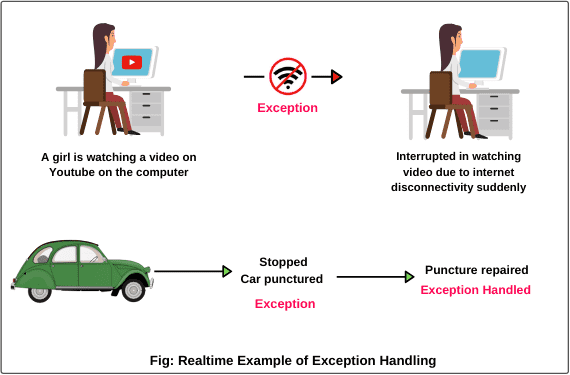 Exception
A girl is watching a video on
Youtube on the computer
Interrupted in watching
video due to internet
disconnectivity suddenly
Stopped
Car punctured
Exception
Puncture repaired
Exception Handled
Fig: Realtime Example of Exception Handling